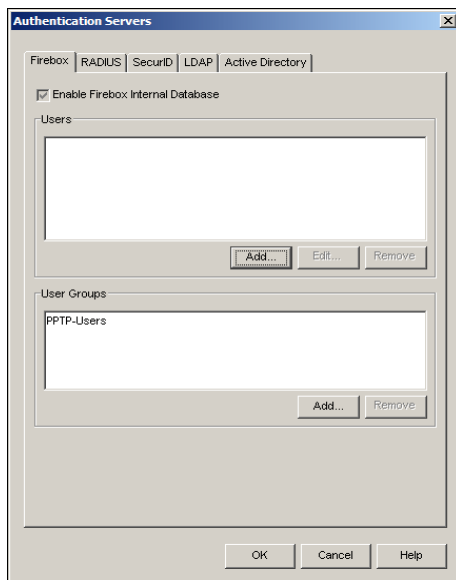 Authentication Servers
Firebox RADIUS SecurID LDAP Active Directory
Enable Firebox Internal Database
Users
Add... Edit... Remove
User Groups
PPTP-Users
Add... Remove
OK Cancel Help